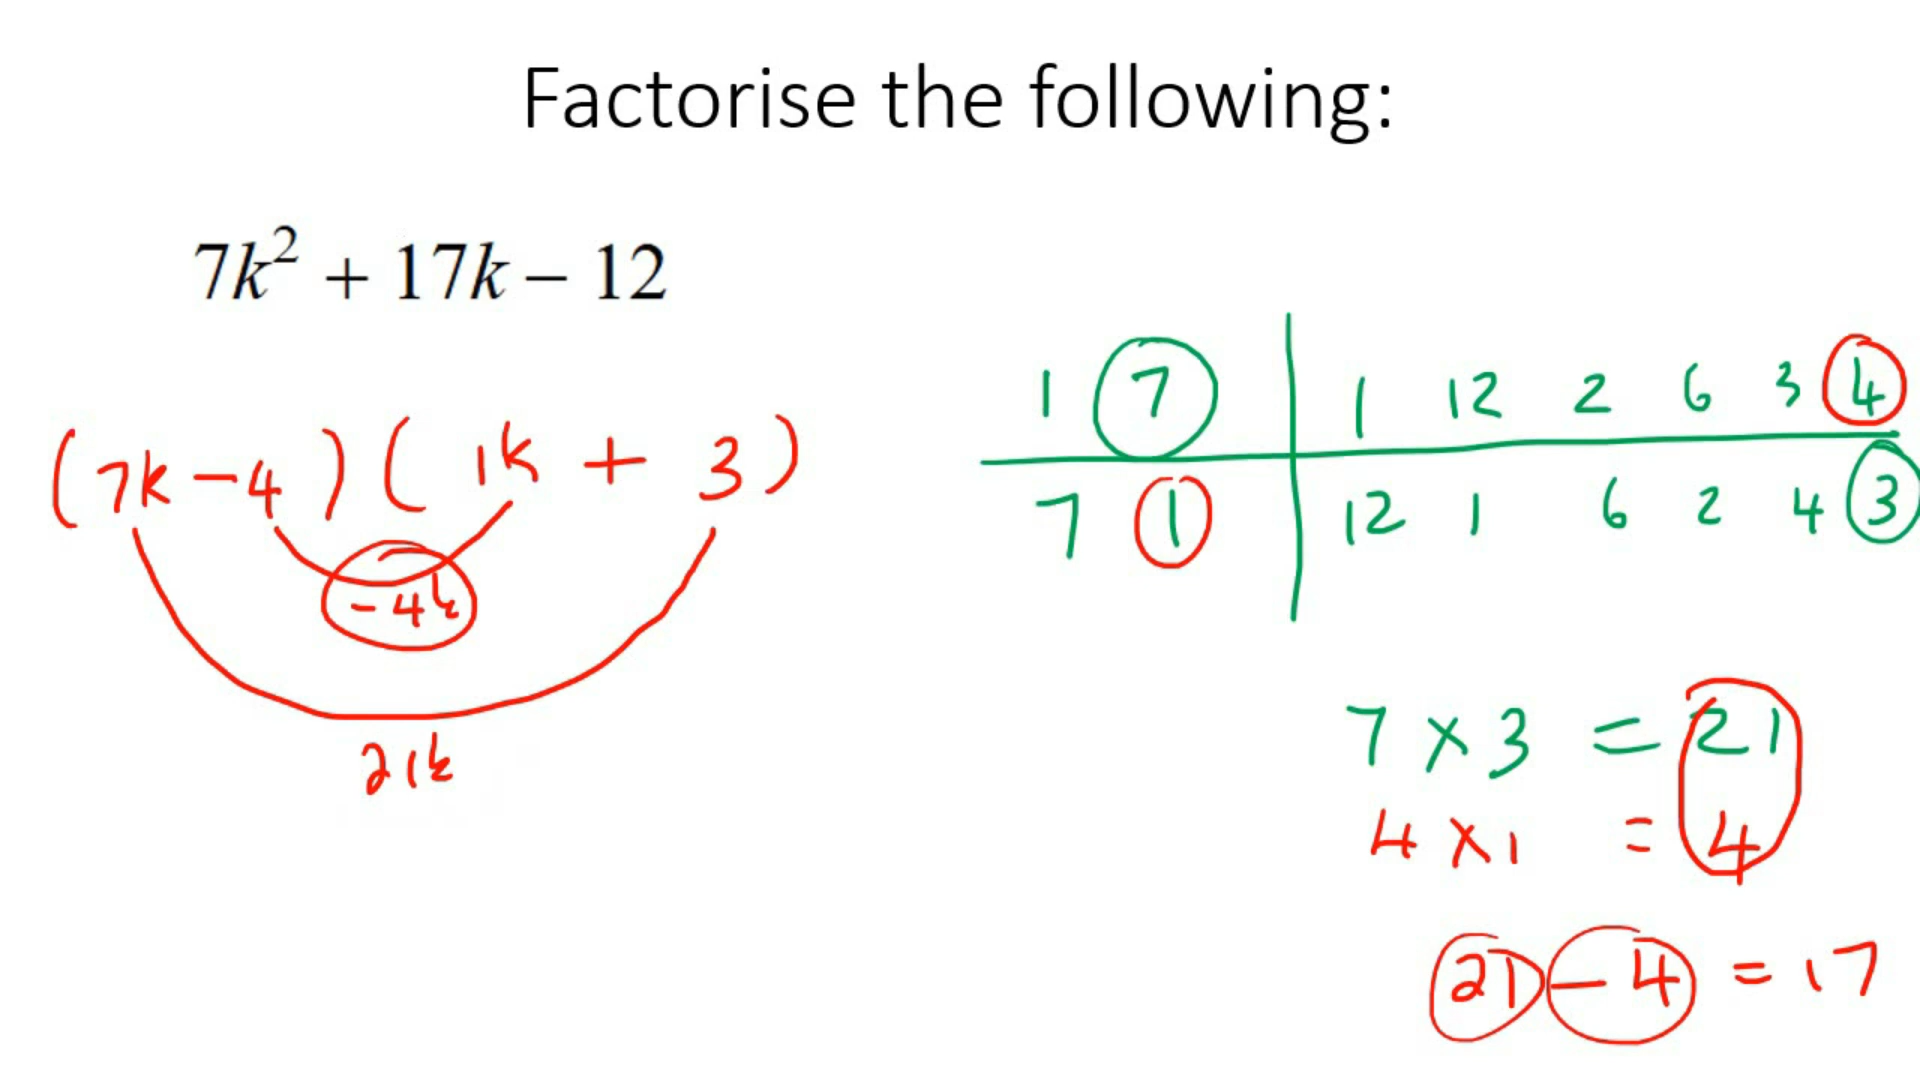 Factorise the following:
7k² + 17k − 12
(7k − 4) (1k + 3)
− 4k
21k
1 7 1 12 2 6 3 4
7 1 12 1 6 2 4 3
7 × 3 = 21
4 × 1 = 4
21 − 4 = 17